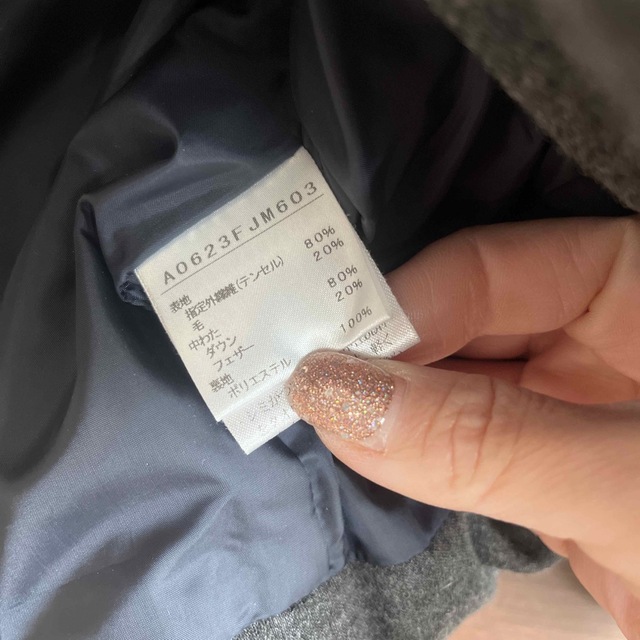 A0623FJM603
表地
指定外繊維(テンセル) 80%
毛 20%
中わた
ダウン 80%
フェザー 20%
裏地
ポリエステル 100%